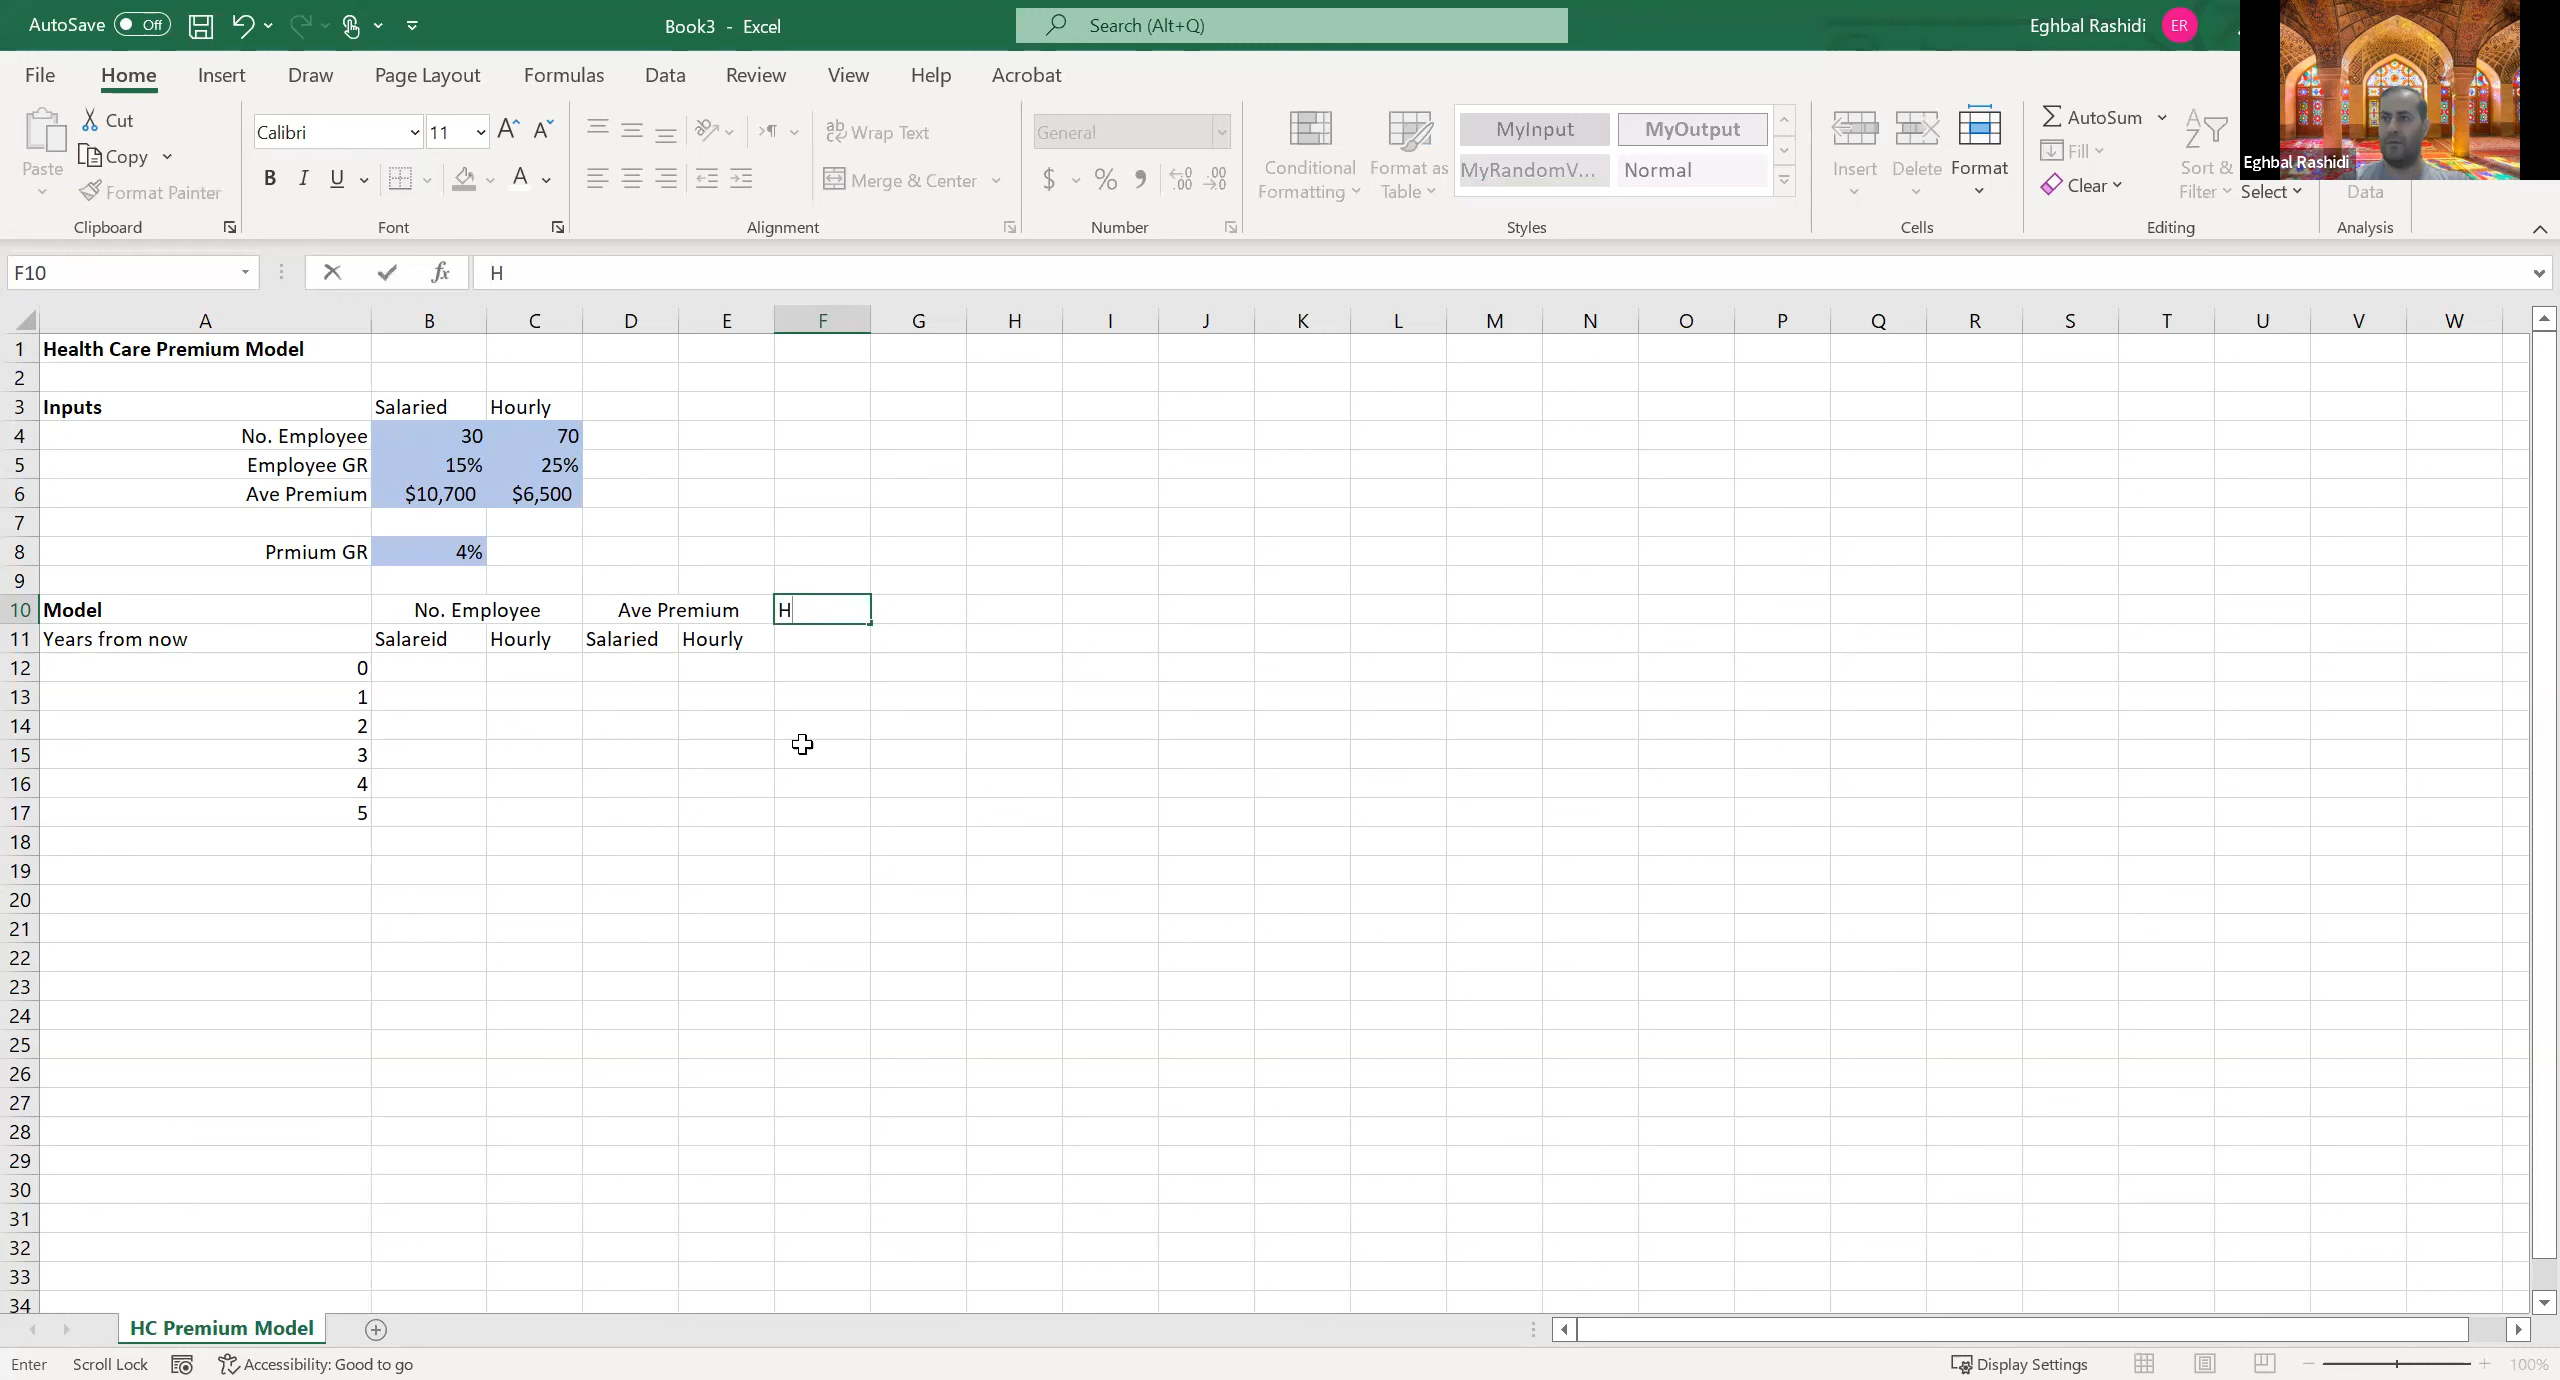 AutoSave Off Book3 - Excel Search (Alt+Q) Eghbal Rashidi ER
File Home Insert Draw Page Layout Formulas Data Review View Help Acrobat
Paste
Cut
Copy
Format Painter
Clipboard
Calibri 11
B I U
Font
Wrap Text
Merge & Center
Alignment
General
$ % 9
Number
Conditional Formatting
Format as Table
MyInput MyOutput
MyRandomV... Normal
Styles
Insert Delete Format
Cells
AutoSum
Fill
Clear
Sort & Filter
Select
Editing
Data
Analysis
Eghbal Rashidi
F10 fx H
A B C D E F G H I J K L M N O P Q R S T U V W
1 Health Care Premium Model
2
3 Inputs Salaried Hourly
4 No. Employee 30 70
5 Employee GR 15% 25%
6 Ave Premium $10,700 $6,500
7
8 Prmium GR 4%
9
10 Model No. Employee Ave Premium H
11 Years from now Salareid Hourly Salaried Hourly
12 0
13 1
14 2
15 3
16 4
17 5
18
19
20
21
22
23
24
25
26
27
28
29
30
31
32
33
34
HC Premium Model
Enter Scroll Lock Accessibility: Good to go Display Settings 100%